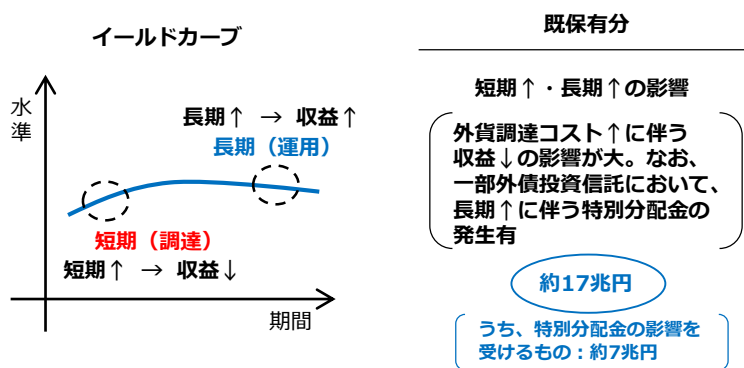 イールドカーブ
水準
長期↑ → 収益↑
長期（運用）
短期（調達）
短期↑ → 収益↓
期間
既保有分
短期↑・長期↑の影響
外貨調達コスト↑に伴う
収益↓の影響が大。なお、
一部外債投資信託において、
長期↑に伴う特別分配金の
発生有
約17兆円
うち、特別分配金の影響を
受けるもの：約7兆円